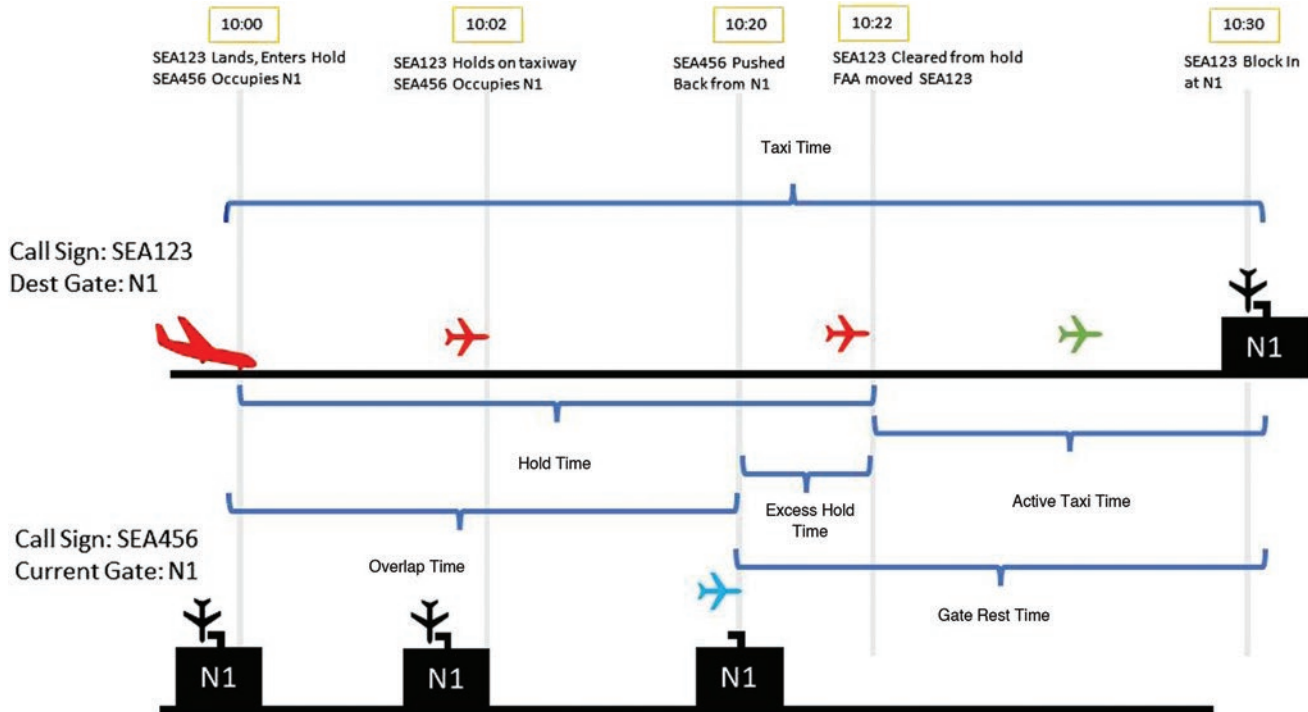 10:00
SEA123 Lands, Enters Hold
SEA456 Occupies N1
10:02
SEA123 Holds on taxiway
SEA456 Occupies N1
10:20
SEA456 Pushed
Back from N1
10:22
SEA123 Cleared from hold
FAA moved SEA123
10:30
SEA123 Block In
at N1
Taxi Time
Call Sign: SEA123
Dest Gate: N1
N1
Hold Time
Excess Hold
Time
Active Taxi Time
Call Sign: SEA456
Current Gate: N1
Overlap Time
Gate Rest Time
N1
N1
N1